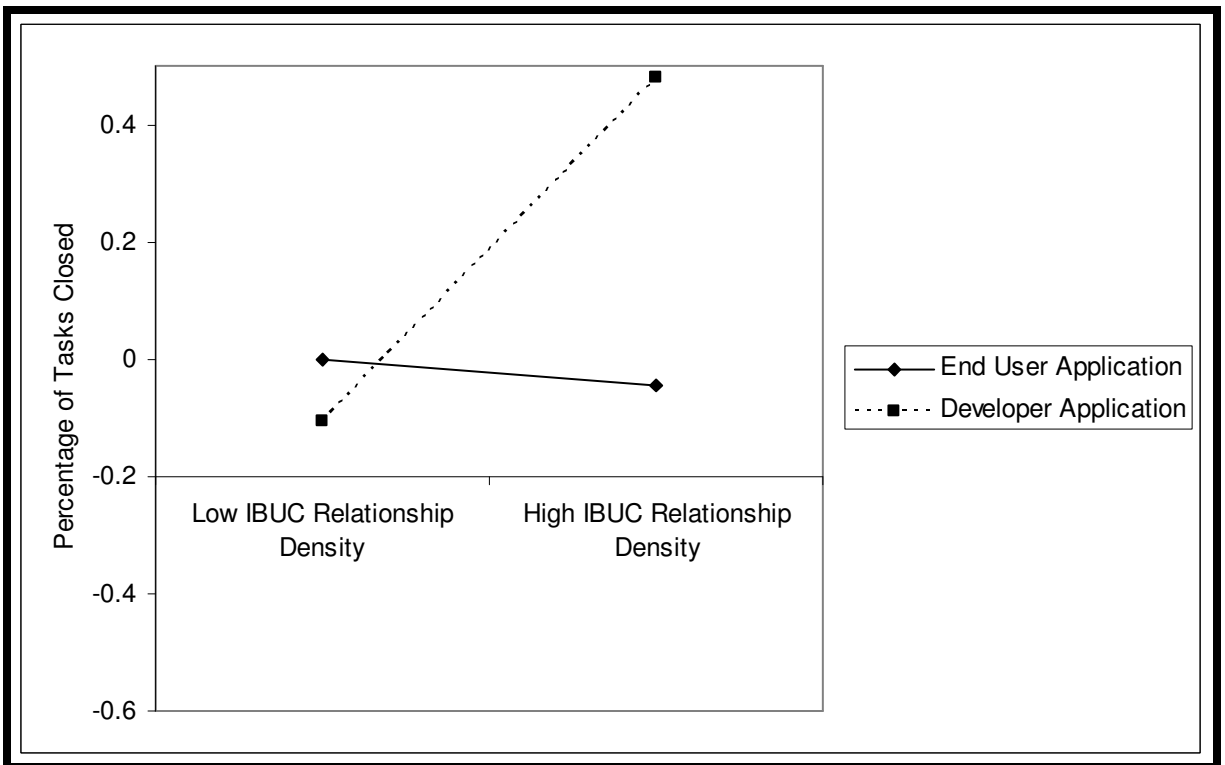 Percentage of Tasks Closed
0.4
0.2
0
-0.2
-0.4
-0.6
Low IBUC Relationship
Density
High IBUC Relationship
Density
End User Application
Developer Application